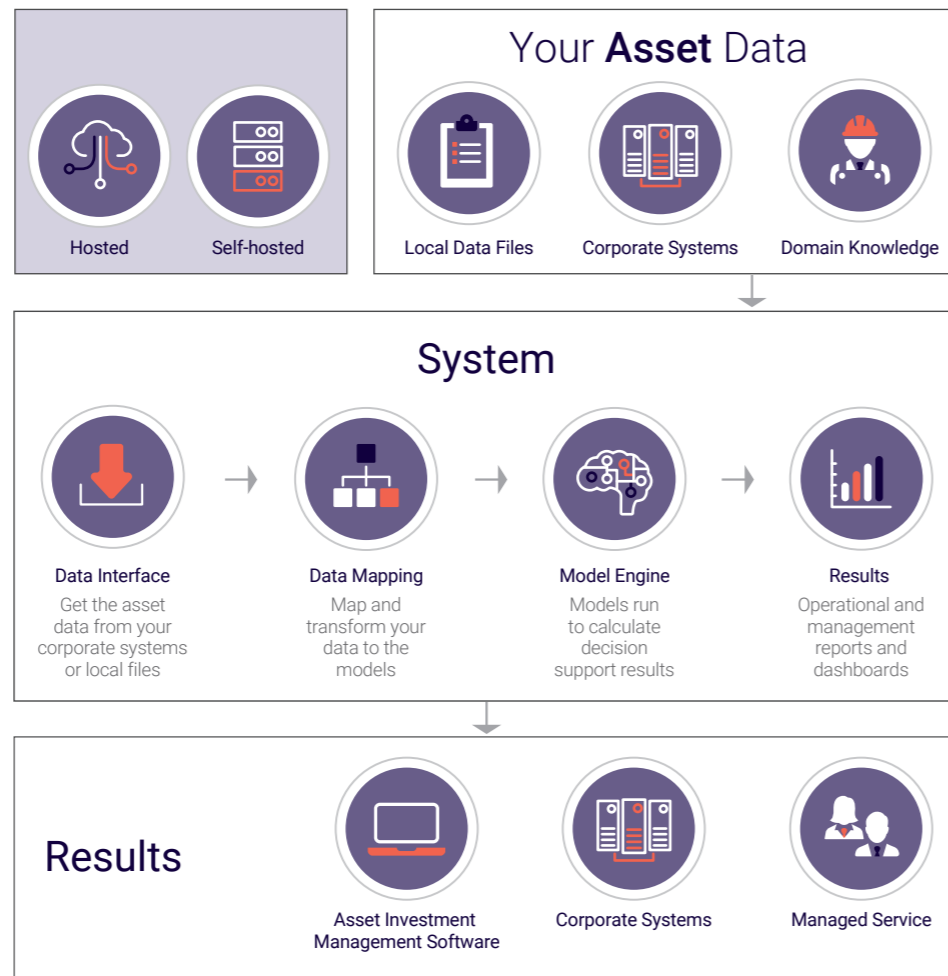 Hosted
Self-hosted
Your Asset Data
Local Data Files
Corporate Systems
Domain Knowledge
System
Data Interface
Get the asset
data from your
corporate systems
or local files
Data Mapping
Map and
transform your
data to the
models
Model Engine
Models run
to calculate
decision
support results
Results
Operational and
management
reports and
dashboards
Results
Asset Investment
Management Software
Corporate Systems
Managed Service